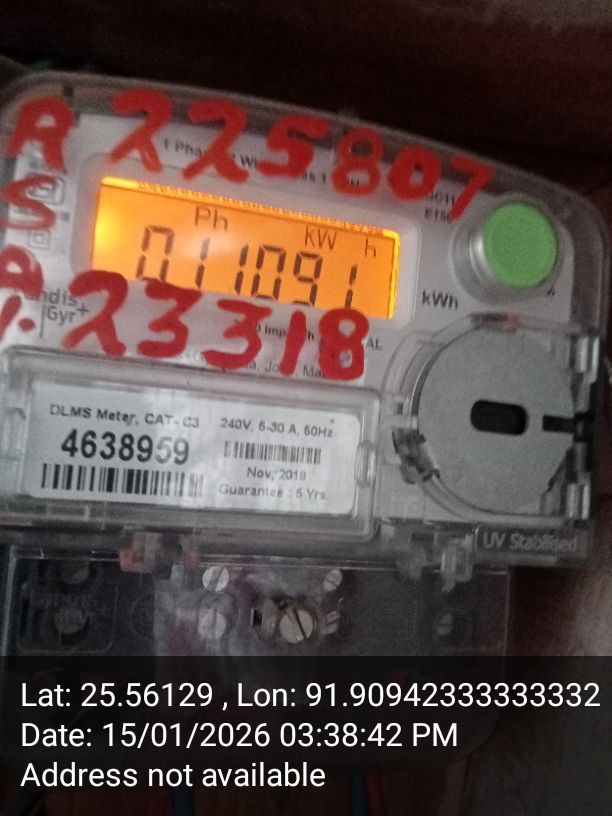 A 225807
1 Pha
S
Ph kW h
011091
kWh
Gyr+
23318
DLMS Meter, CAT- C3
4638959
240V, 5-30 A, 50Hz
Nov, 2018
Guarantee : 5 Yrs.
UV Stabilised
Lat: 25.56129 , Lon: 91.90942333333332
Date: 15/01/2026 03:38:42 PM
Address not available